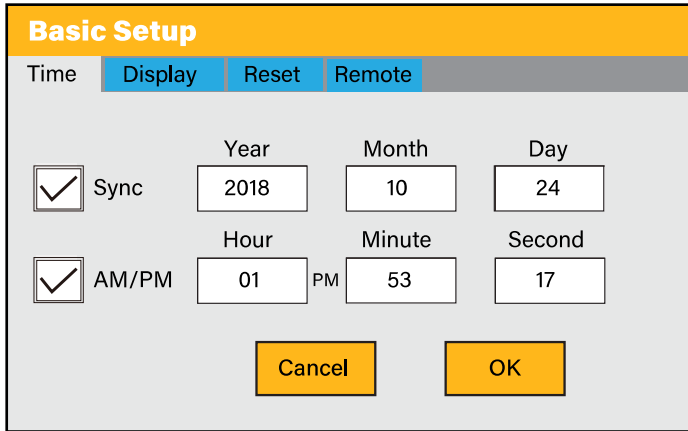 Basic Setup
Time Display Reset Remote
Year Month Day
Sync 2018 10 24
Hour Minute Second
AM/PM 01 PM 53 17
Cancel OK